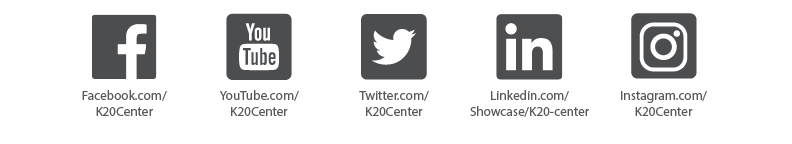 You
Tube
in
Facebook.com/
K20Center
YouTube.com/
K20Center
Twitter.com/
K20Center
Linkedin.com/
Showcase/K20-center
Instagram.com/
K20Center